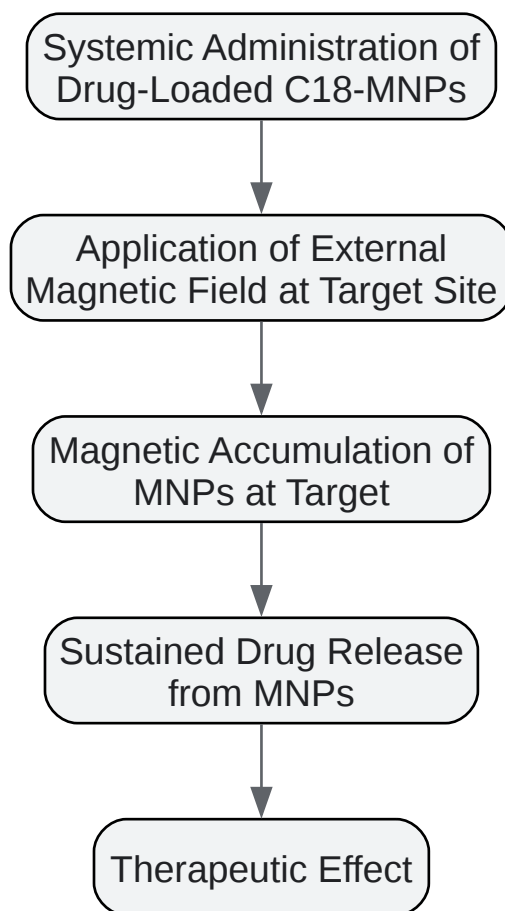 Systemic Administration of
Drug-Loaded C18-MNPs
Application of External
Magnetic Field at Target Site
Magnetic Accumulation of
MNPs at Target
Sustained Drug Release
from MNPs
Therapeutic Effect